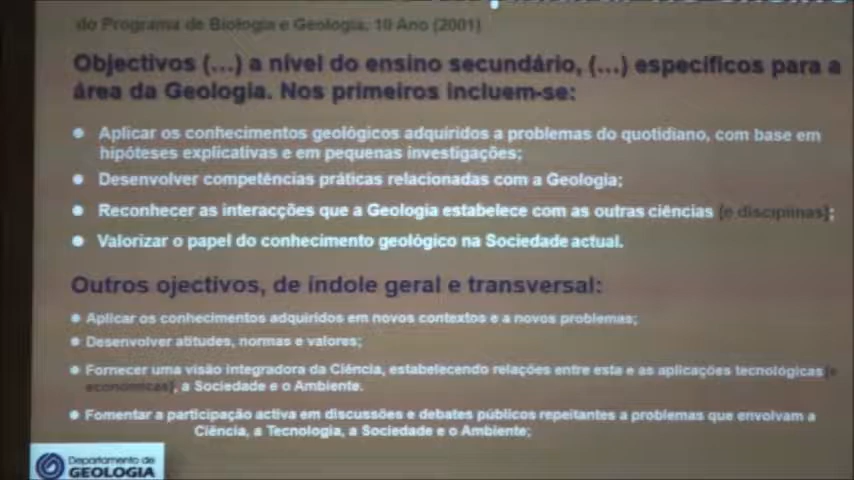 do Programa de Biologia e Geologia, 10 Ano (2001)
Objectivos (...) a nível do ensino secundário, (...) específicos para a
área da Geologia. Nos primeiros incluem-se:
● Aplicar os conhecimentos geológicos adquiridos a problemas do quotidiano, com base em
hipóteses explicativas e em pequenas investigações;
● Desenvolver competências práticas relacionadas com a Geologia;
● Reconhecer as interacções que a Geologia estabelece com as outras ciências [e disciplinas];
● Valorizar o papel do conhecimento geológico na Sociedade actual.
Outros ojectivos, de índole geral e transversal:
● Aplicar os conhecimentos adquiridos em novos contextos e a novos problemas;
● Desenvolver atitudes, normas e valores;
● Fornecer uma visão integradora da Ciência, estabelecendo relações entre esta e as aplicações tecnológicas [e
económicas], a Sociedade e o Ambiente.
● Fomentar a participação activa em discussões e debates públicos repeitantes a problemas que envolvam a
Ciência, a Tecnologia, a Sociedade e o Ambiente;
Departamento de
GEOLOGIA